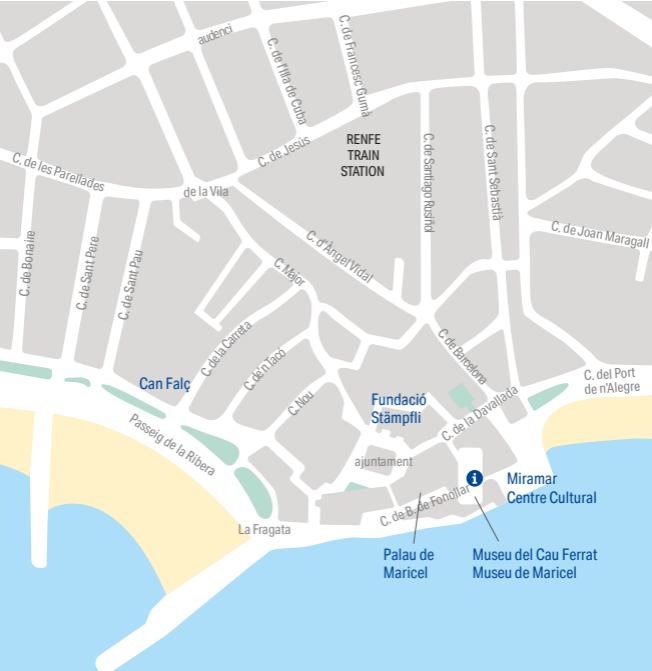 audenci
C. de l'Illa de Cuba
C. de Francesc Gumà
C. de Jesús
RENFE
TRAIN
STATION
C. de Santiago Rusiñol
C. de Sant Sebastià
C. de les Parellades
de la Vila
C. de Joan Maragall
C. de Bonaire
C. de Sant Pere
C. de Sant Pau
C. d'Àngel Vidal
C. Major
C. de la Carreta
C. de'n Tacó
C. Nou
C. de Barcelona
Can Falç
Fundació
Stämpfli
C. de la Davallada
C. del Port
de n'Alegre
Passeig de la Ribera
ajuntament
La Fragata
C. de B. de Fonollar
i
Miramar
Centre Cultural
Palau de
Maricel
Museu del Cau Ferrat
Museu de Maricel